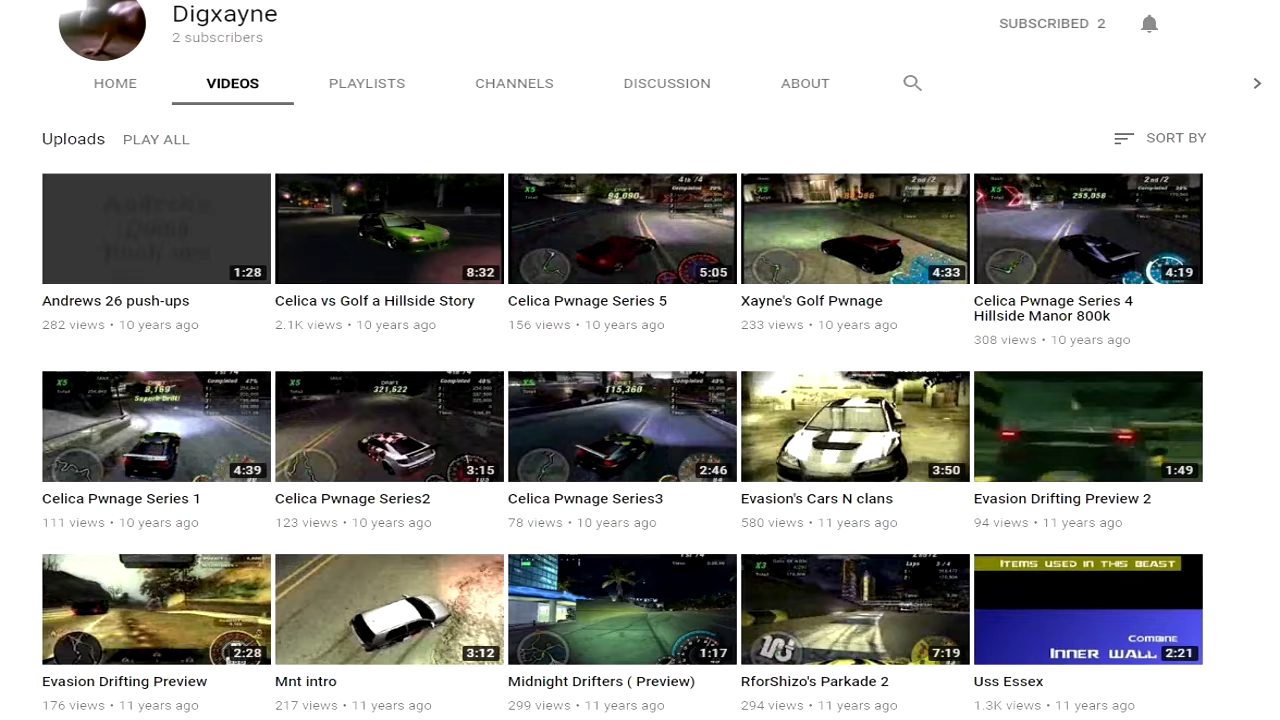 Digxayne
2 subscribers
SUBSCRIBED 2
HOME VIDEOS PLAYLISTS CHANNELS DISCUSSION ABOUT
Uploads PLAY ALL
SORT BY
1:28 8:32 5:05 4:33 4:19
Andrews 26 push-ups
282 views • 10 years ago
Celica vs Golf a Hillside Story
2.1K views • 10 years ago
Celica Pwnage Series 5
156 views • 10 years ago
Xayne's Golf Pwnage
233 views • 10 years ago
Celica Pwnage Series 4
Hillside Manor 800k
308 views • 10 years ago
4:39 3:15 2:46 3:50 1:49
Celica Pwnage Series 1
111 views • 10 years ago
Celica Pwnage Series2
123 views • 10 years ago
Celica Pwnage Series3
78 views • 10 years ago
Evasion's Cars N clans
580 views • 11 years ago
Evasion Drifting Preview 2
94 views • 11 years ago
ITEMS USED IN THIS BEAST
COMBINE
INNER WALL
2:28 3:12 1:17 7:19 2:21
Evasion Drifting Preview
176 views • 11 years ago
Mnt intro
217 views • 11 years ago
Midnight Drifters ( Preview)
299 views • 11 years ago
RforShizo's Parkade 2
294 views • 11 years ago
Uss Essex
1.3K views • 11 years ago